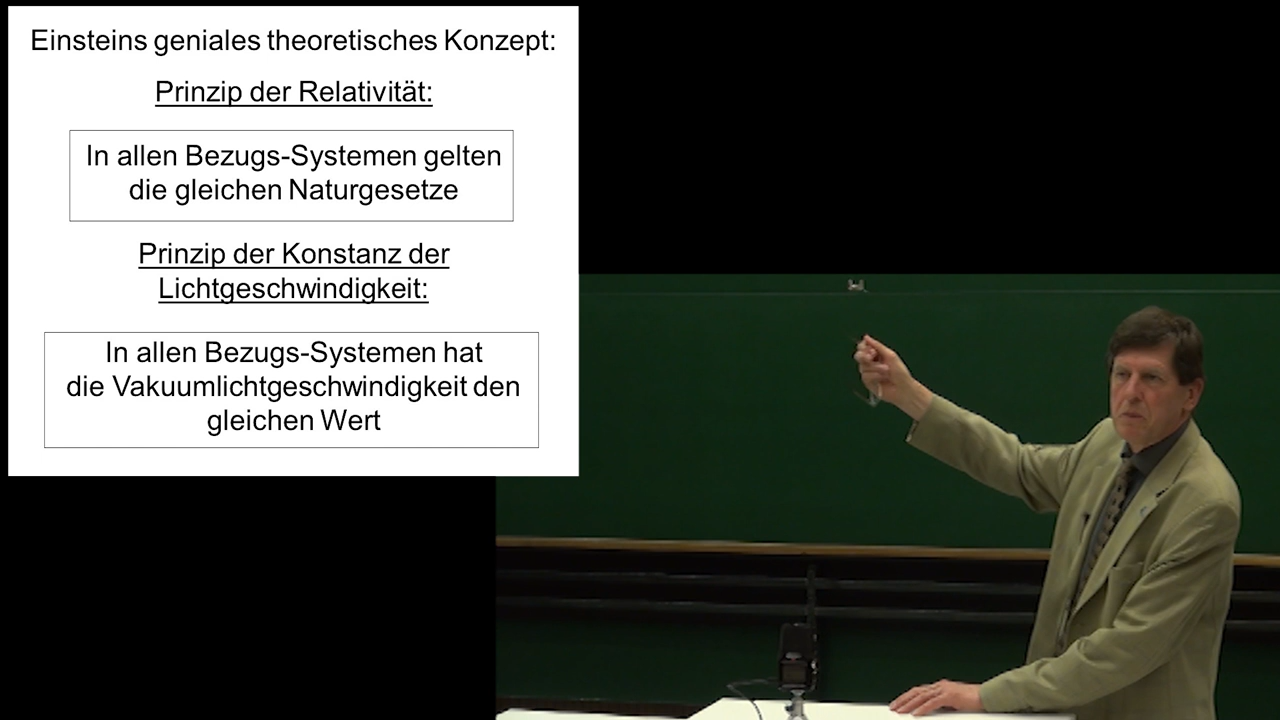 Einsteins geniales theoretisches Konzept:
Prinzip der Relativität:
In allen Bezugs-Systemen gelten
die gleichen Naturgesetze
Prinzip der Konstanz der
Lichtgeschwindigkeit:
In allen Bezugs-Systemen hat
die Vakuumlichtgeschwindigkeit den
gleichen Wert